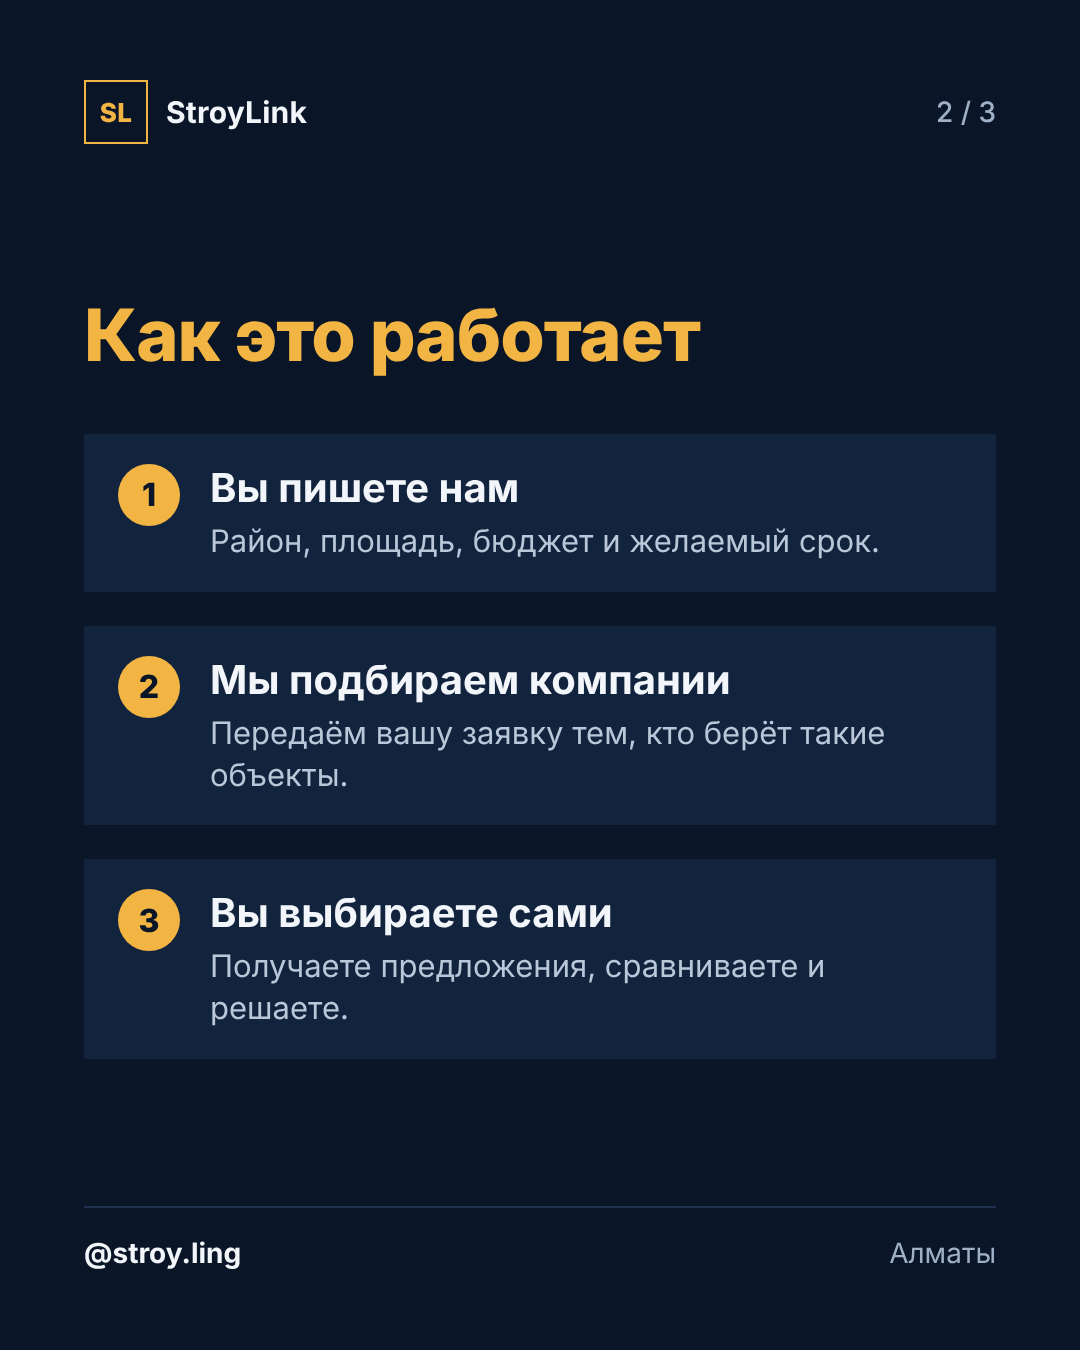 SL
StroyLink
2 / 3
Как это работает
1
Вы пишете нам
Район, площадь, бюджет и желаемый срок.
2
Мы подбираем компании
Передаём вашу заявку тем, кто берёт такие
объекты.
3
Вы выбираете сами
Получаете предложения, сравниваете и
решаете.
@stroy.ling
Алматы